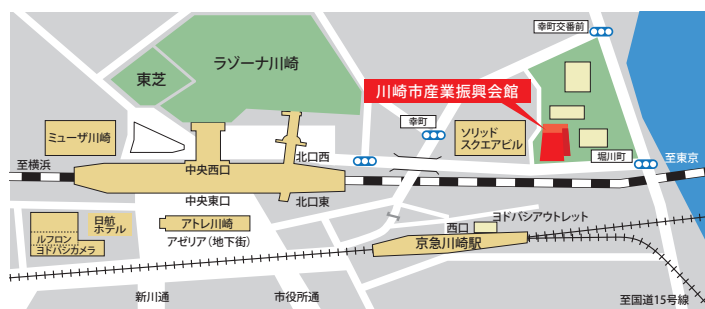 幸町交番前
ラゾーナ川崎
東芝
川崎市産業振興会館
幸町
ミューザ川崎
ソリッド
スクエアビル
堀川町
至東京
至横浜
中央西口
北口西
中央東口
北口東
日航
ホテル
ルフロン
ヨドバシカメラ
アトレ川崎
アゼリア（地下街）
ヨドバシアウトレット
西口
京急川崎駅
新川通
市役所通
至国道15号線